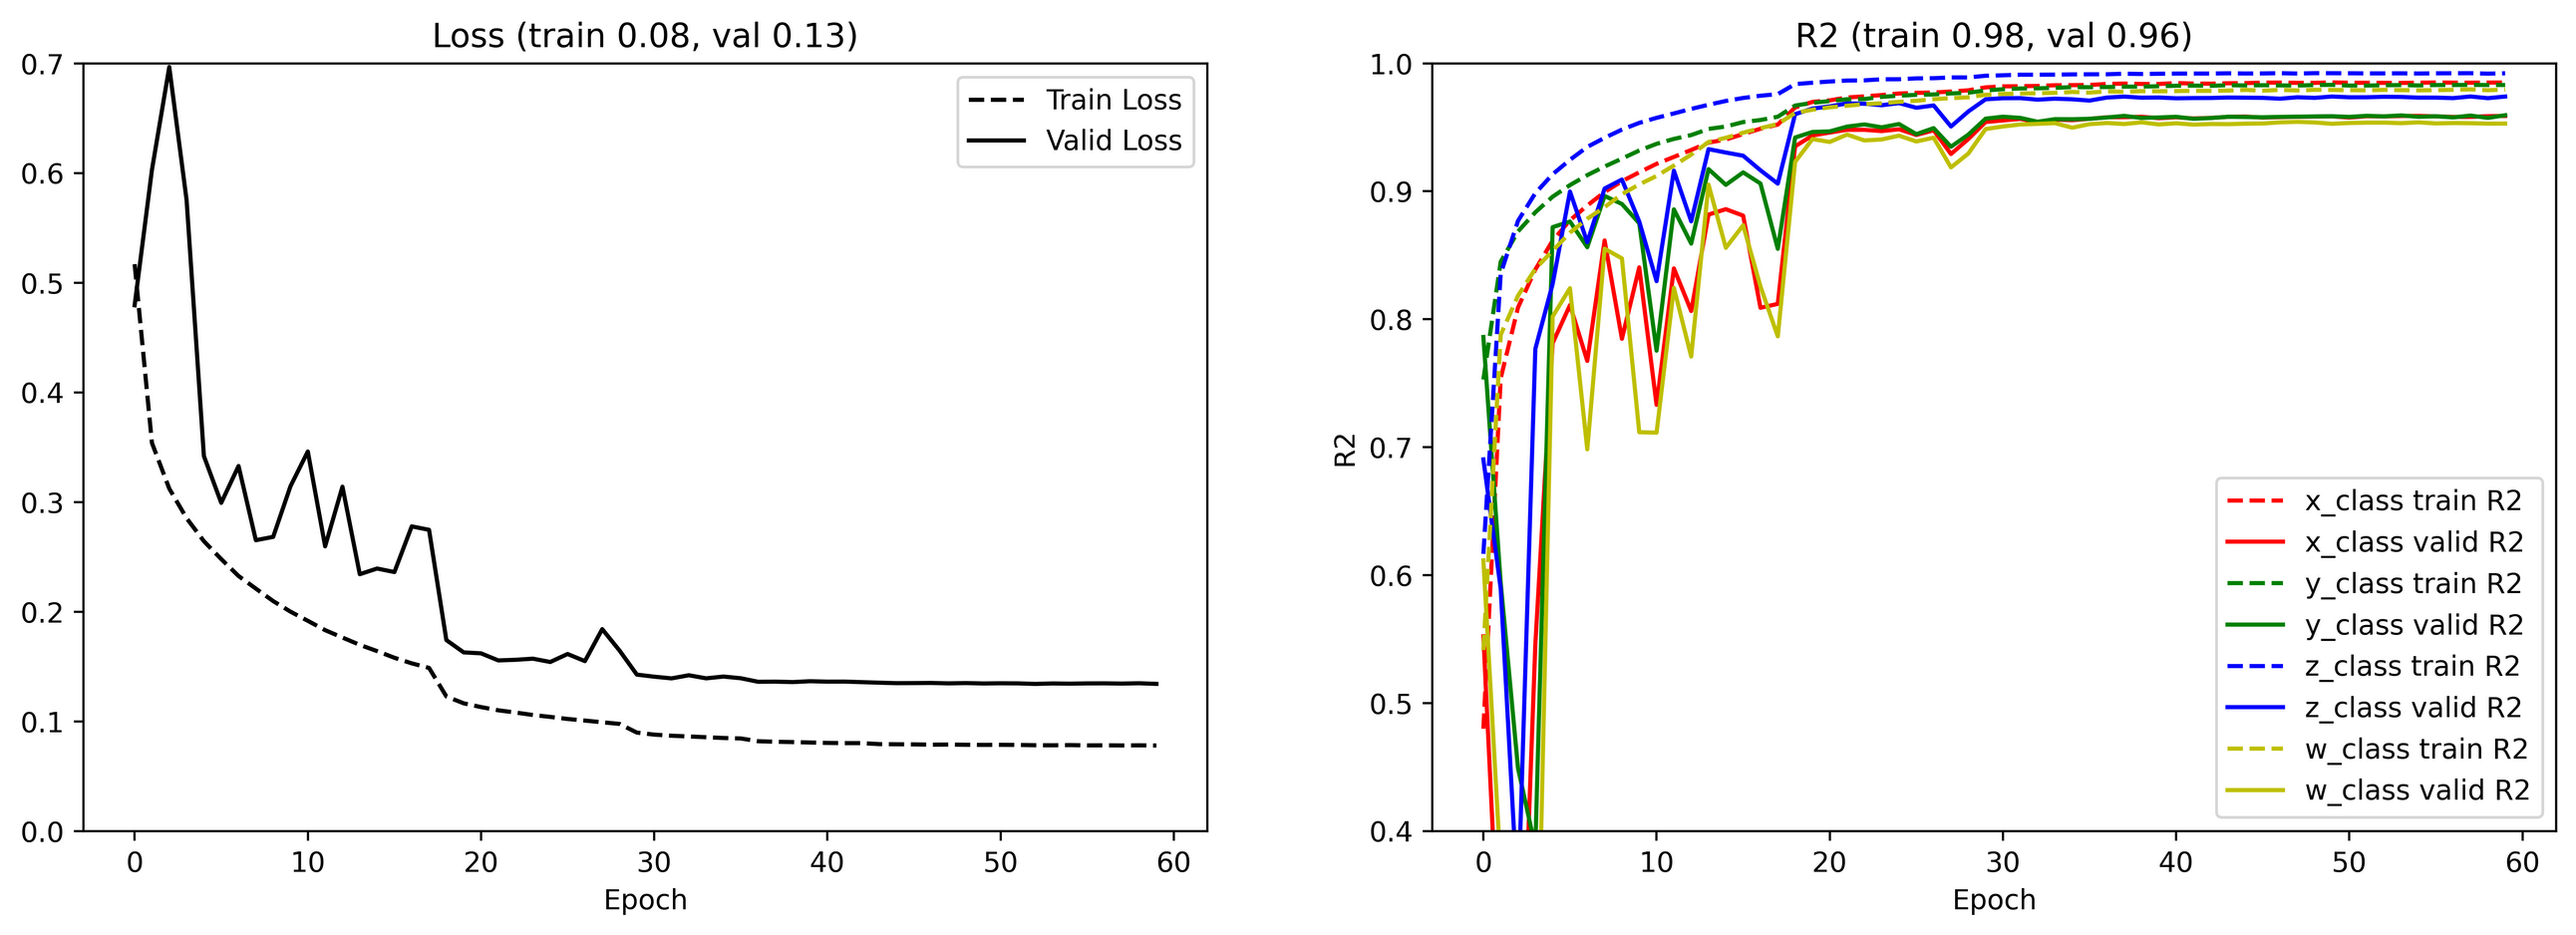 Loss (train 0.08, val 0.13)
0.7
0.6
0.5
0.4
0.3
0.2
0.1
0.0
0 10 20 30 40 50 60
Epoch
Train Loss
Valid Loss
R2 (train 0.98, val 0.96)
R2
1.0
0.9
0.8
0.7
0.6
0.5
0.4
0 10 20 30 40 50 60
Epoch
x_class train R2
x_class valid R2
y_class train R2
y_class valid R2
z_class train R2
z_class valid R2
w_class train R2
w_class valid R2